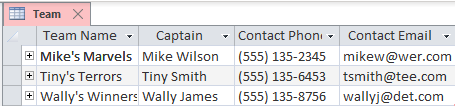 Team
Team Name Captain Contact Phone Contact Email
Mike's Marvels Mike Wilson (555) 135-2345 mikew@wer.com
Tiny's Terrors Tiny Smith (555) 135-6453 tsmith@tee.com
Wally's Winners Wally James (555) 135-8756 wallyj@det.com